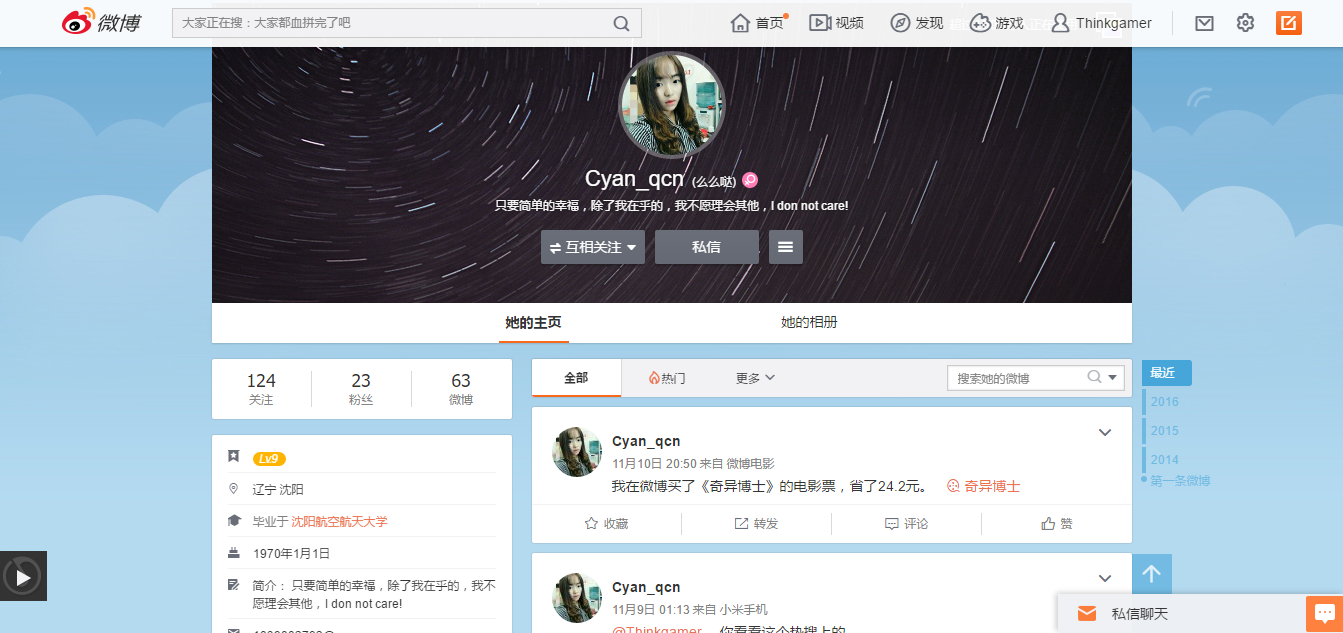 微博
大家正在搜：大家都血拼完了吧
首页
视频
发现
游戏
Thinkgamer
Cyan_qcn (么么哒)
只要简单的幸福，除了我在乎的，我不愿理会其他，I don not care!
互相关注
私信
她的主页
她的相册
124
关注
23
粉丝
63
微博
Lv9
辽宁 沈阳
毕业于 沈阳航空航天大学
1970年1月1日
简介： 只要简单的幸福，除了我在乎的，我不
愿理会其他，I don not care!
全部
热门
更多
搜索她的微博
Cyan_qcn
11月10日 20:50 来自 微博电影
我在微博买了《奇异博士》的电影票，省了24.2元。 奇异博士
收藏
转发
评论
赞
Cyan_qcn
11月9日 01:13 来自 小米手机
@Thinkgamer 你看看这个热搜上的
最近
2016
2015
2014
第一条微博
私信聊天